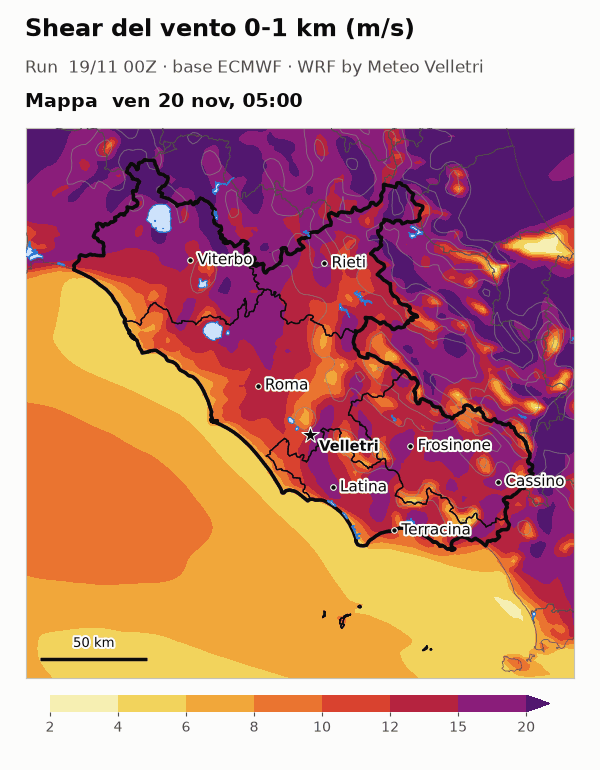 Shear del vento 0-1 km (m/s)
Run  19/11 00Z · base ECMWF · WRF by Meteo Velletri
Mappa  ven 20 nov, 05:00
Viterbo
Rieti
Roma
Velletri
Frosinone
Cassino
Latina
Terracina
50 km
2 4 6 8 10 12 15 20